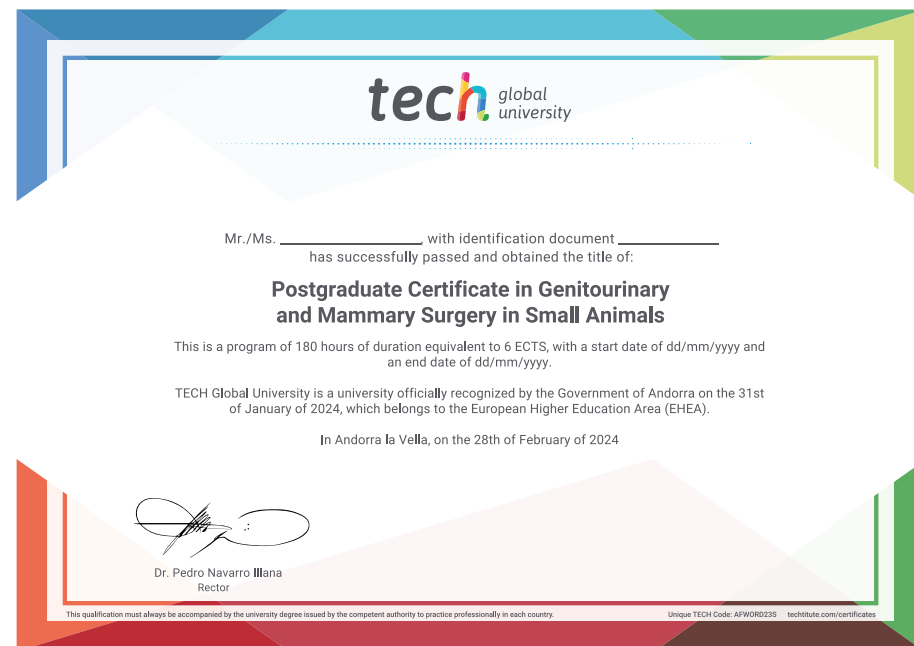 tech global university
Mr./Ms. ________________, with identification document ____________
has successfully passed and obtained the title of:
Postgraduate Certificate in Genitourinary
and Mammary Surgery in Small Animals
This is a program of 180 hours of duration equivalent to 6 ECTS, with a start date of dd/mm/yyyy and
an end date of dd/mm/yyyy.
TECH Global University is a university officially recognized by the Government of Andorra on the 31st
of January of 2024, which belongs to the European Higher Education Area (EHEA).
In Andorra la Vella, on the 28th of February of 2024
Dr. Pedro Navarro Illana
Rector
This qualification must always be accompanied by the university degree issued by the competent authority to practice professionally in each country. Unique TECH Code: AFWORD23S techtitute.com/certificates